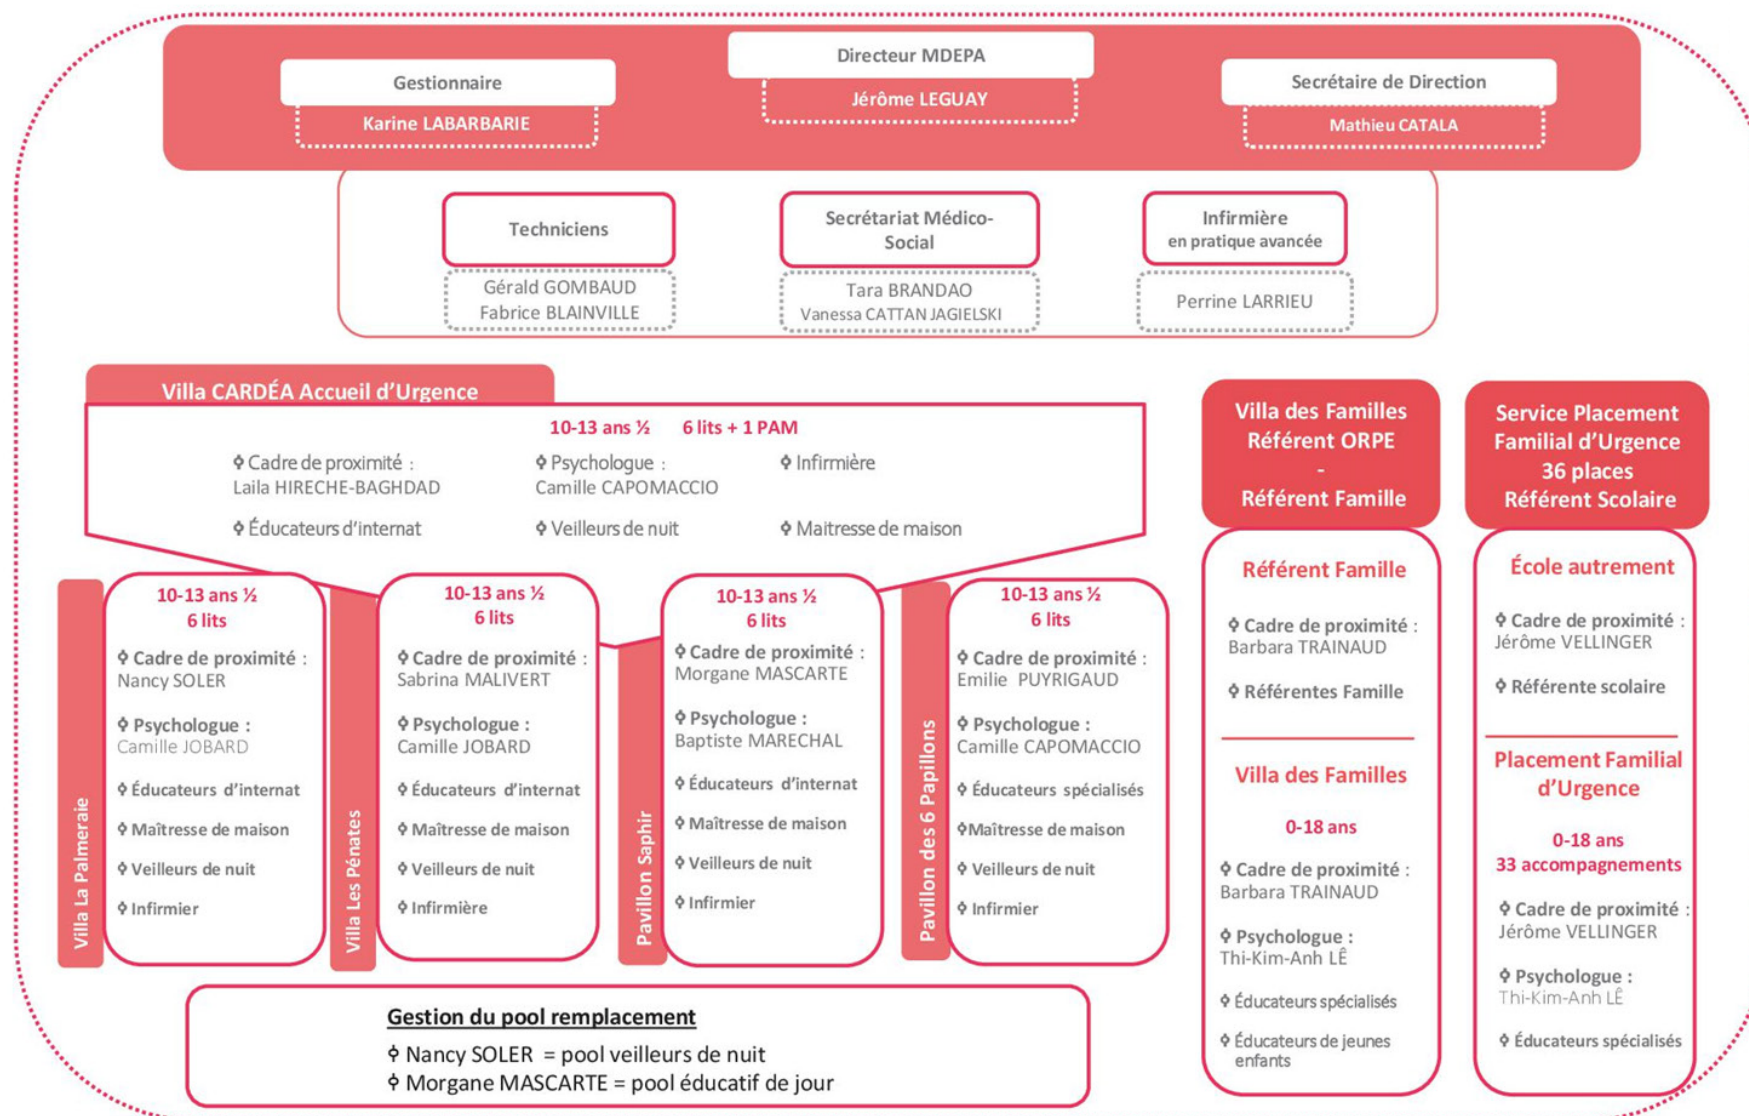 Directeur MDEPA
Jérôme LEGUAY
Gestionnaire
Karine LABARBARIE
Secrétaire de Direction
Mathieu CATALA
Techniciens
Gérald GOMBAUD
Fabrice BLAINVILLE
Secrétariat Médico-
Social
Tara BRANDAO
Vanessa CATTAN JAGIELSKI
Infirmière
en pratique avancée
Perrine LARRIEU
Villa CARDÉA Accueil d’Urgence
10-13 ans ½ 6 lits + 1 PAM
Cadre de proximité :
Laila HIRECHE-BAGHDAD
Psychologue :
Camille CAPOMACCIO
Infirmière
Éducateurs d’internat
Veilleurs de nuit
Maitresse de maison
Villa La Palmeraie
10-13 ans ½
6 lits
Cadre de proximité :
Nancy SOLER
Psychologue :
Camille JOBARD
Éducateurs d’internat
Maîtresse de maison
Veilleurs de nuit
Infirmier
Villa Les Pénates
10-13 ans ½
6 lits
Cadre de proximité :
Sabrina MALIVERT
Psychologue :
Camille JOBARD
Éducateurs d’internat
Maîtresse de maison
Veilleurs de nuit
Infirmière
Pavillon Saphir
10-13 ans ½
6 lits
Cadre de proximité :
Morgane MASCARTE
Psychologue :
Baptiste MARECHAL
Éducateurs d’internat
Maîtresse de maison
Veilleurs de nuit
Infirmier
Pavillon des 6 Papillons
10-13 ans ½
6 lits
Cadre de proximité :
Emilie PUYRIGAUD
Psychologue :
Camille CAPOMACCIO
Éducateurs spécialisés
Maîtresse de maison
Veilleurs de nuit
Infirmier
Villa des Familles
Référent ORPE
-
Référent Famille
Référent Famille
Cadre de proximité :
Barbara TRAINAUD
Référentes Famille
Villa des Familles
0-18 ans
Cadre de proximité :
Barbara TRAINAUD
Psychologue :
Thi-Kim-Anh LÊ
Éducateurs spécialisés
Éducateurs de jeunes
enfants
Service Placement
Familial d’Urgence
36 places
Référent Scolaire
École autrement
Cadre de proximité :
Jérôme VELLINGER
Référente scolaire
Placement Familial
d’Urgence
0-18 ans
33 accompagnements
Cadre de proximité :
Jérôme VELLINGER
Psychologue :
Thi-Kim-Anh LÊ
Éducateurs spécialisés
Gestion du pool remplacement
Nancy SOLER = pool veilleurs de nuit
Morgane MASCARTE = pool éducatif de jour